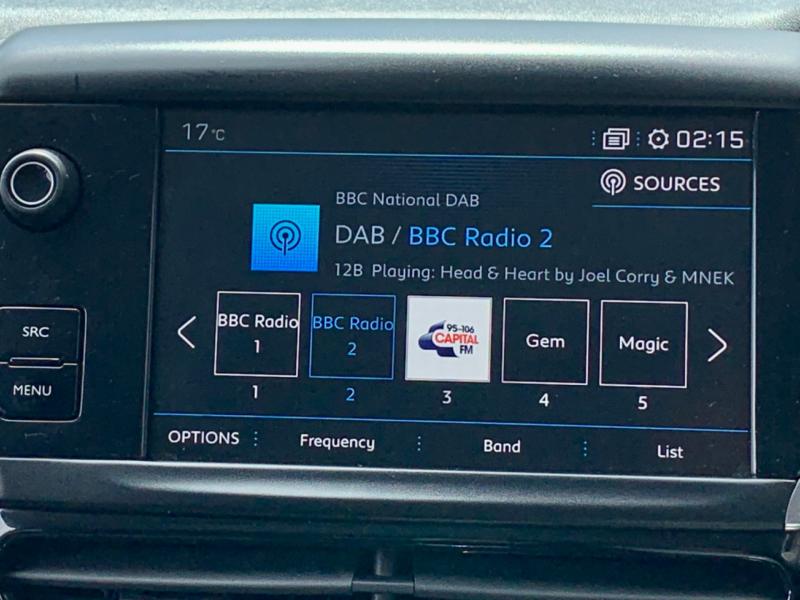 17°C
02:15
SOURCES
BBC National DAB
DAB / BBC Radio 2
12B Playing: Head & Heart by Joel Corry & MNEK
SRC
MENU
BBC Radio
1
BBC Radio
2
95-106
CAPITAL
FM
Gem
Magic
1
2
3
4
5
OPTIONS
Frequency
Band
List